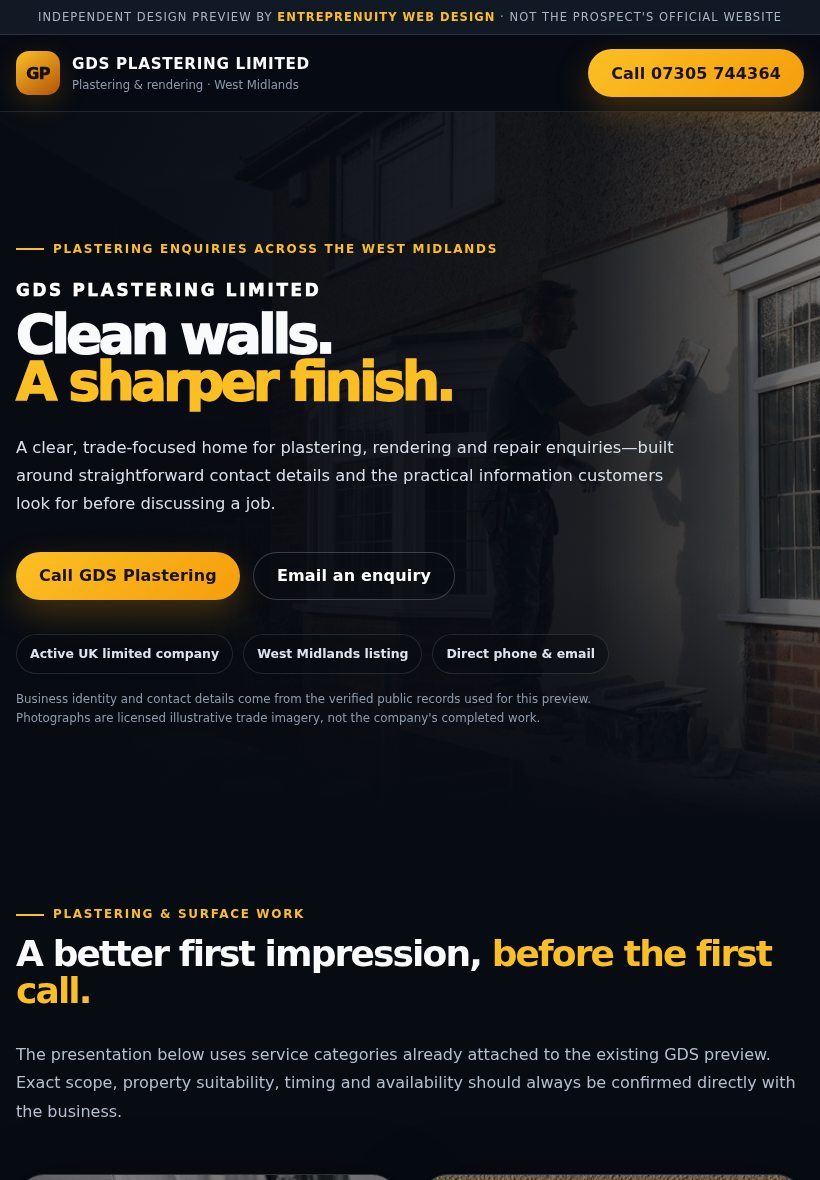 INDEPENDENT DESIGN PREVIEW BY ENTREPRENUITY WEB DESIGN · NOT THE PROSPECT'S OFFICIAL WEBSITE
GP
GDS PLASTERING LIMITED
Plastering & rendering · West Midlands
Call 07305 744364
PLASTERING ENQUIRIES ACROSS THE WEST MIDLANDS
GDS PLASTERING LIMITED
Clean walls.
A sharper finish.
A clear, trade-focused home for plastering, rendering and repair enquiries—built
around straightforward contact details and the practical information customers
look for before discussing a job.
Call GDS Plastering
Email an enquiry
Active UK limited company
West Midlands listing
Direct phone & email
Business identity and contact details come from the verified public records used for this preview.
Photographs are licensed illustrative trade imagery, not the company's completed work.
PLASTERING & SURFACE WORK
A better first impression, before the first
call.
The presentation below uses service categories already attached to the existing GDS preview.
Exact scope, property suitability, timing and availability should always be confirmed directly with
the business.